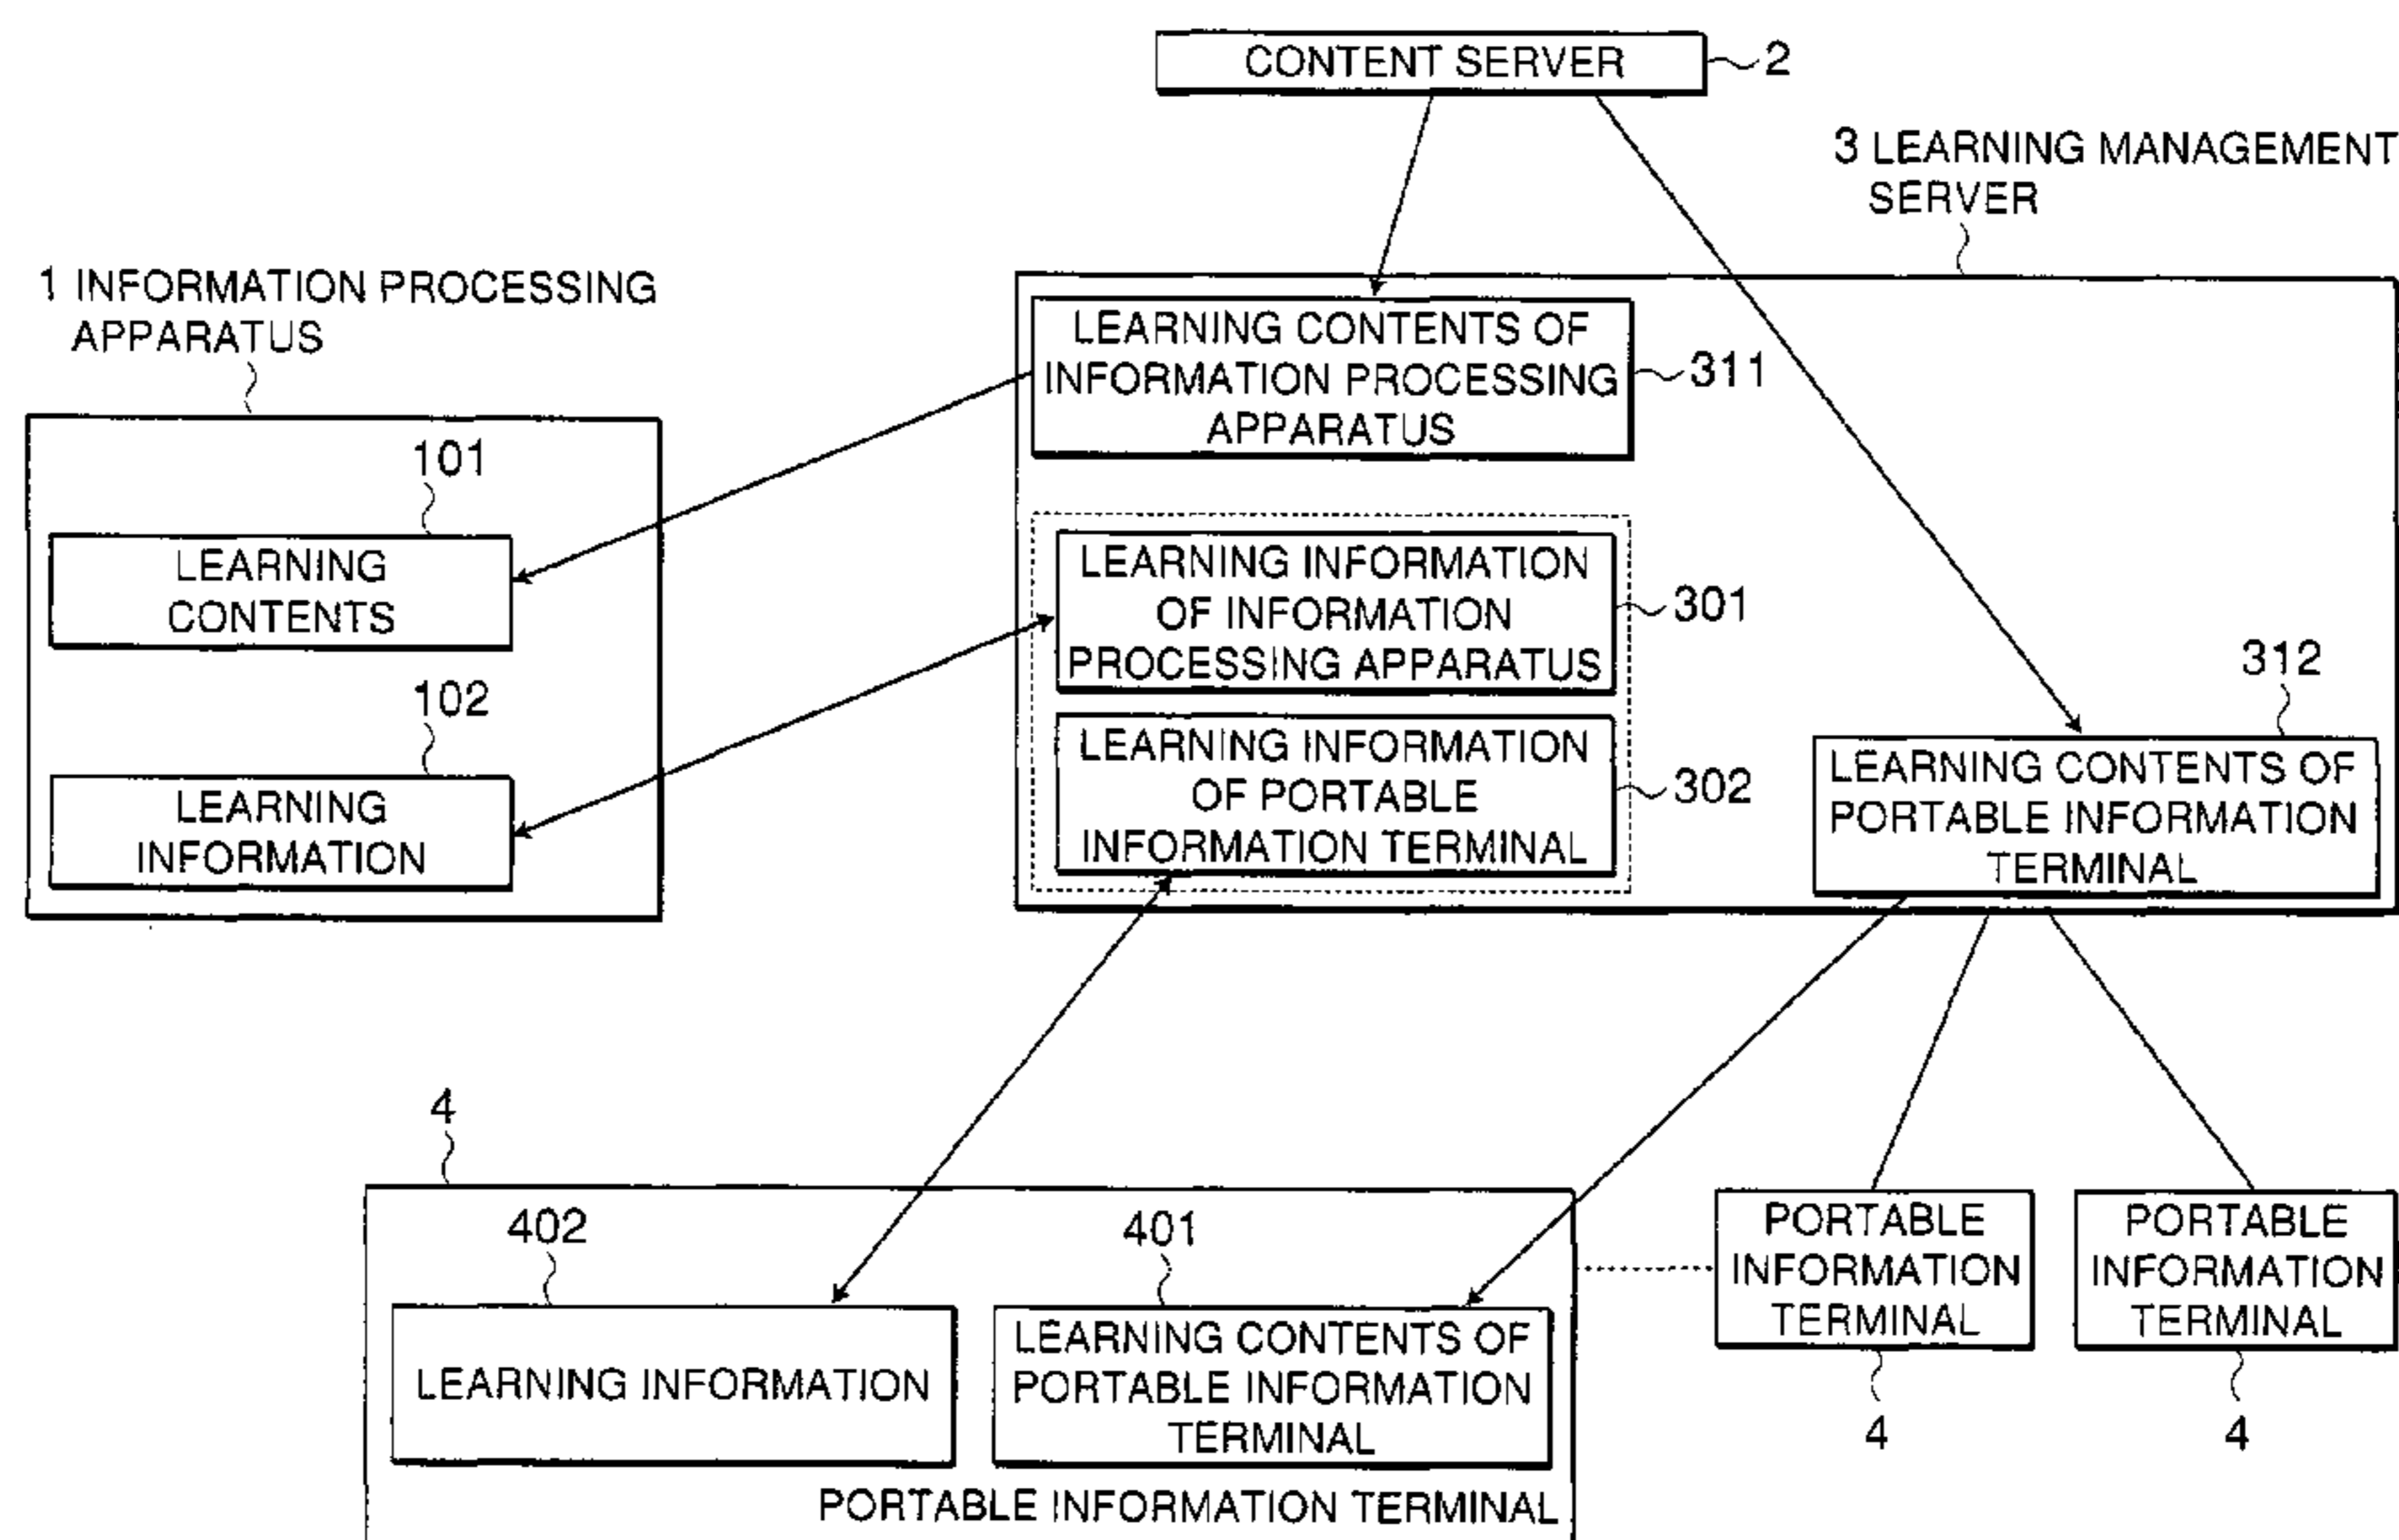 CONTENT SERVER
2
3 LEARNING MANAGEMENT
SERVER
1 INFORMATION PROCESSING
APPARATUS
LEARNING CONTENTS OF
INFORMATION PROCESSING
APPARATUS
311
101
LEARNING
CONTENTS
LEARNING INFORMATION
OF INFORMATION
PROCESSING APPARATUS
301
102
LEARNING
INFORMATION
LEARNING INFORMATION
OF PORTABLE
INFORMATION TERMINAL
302
312
LEARNING CONTENTS OF
PORTABLE INFORMATION
TERMINAL
4
402
LEARNING INFORMATION
401
LEARNING CONTENTS OF
PORTABLE INFORMATION
TERMINAL
PORTABLE INFORMATION TERMINAL
PORTABLE
INFORMATION
TERMINAL
4
PORTABLE
INFORMATION
TERMINAL
4